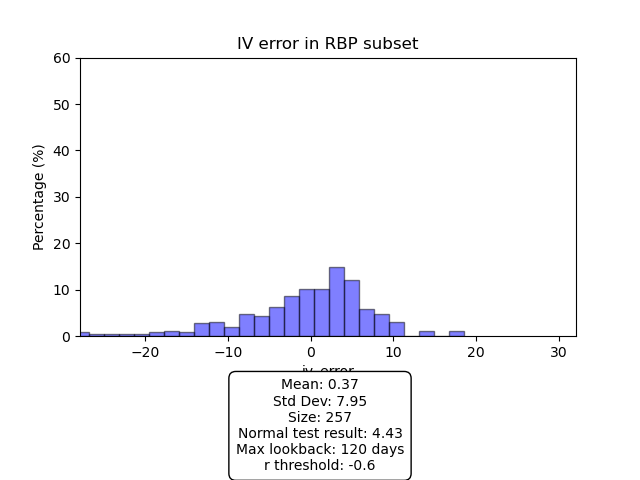 IV error in RBP subset
60
50
40
30
20
10
0
Percentage (%)
−20
−10
0
10
20
30
iv_error
Mean: 0.37
Std Dev: 7.95
Size: 257
Normal test result: 4.43
Max lookback: 120 days
r threshold: -0.6